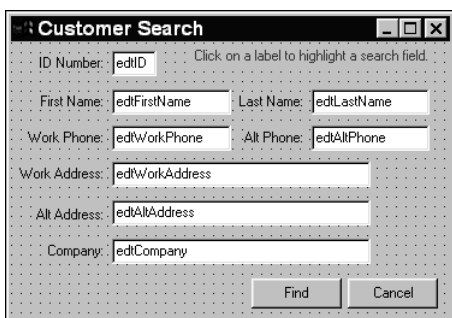 Customer Search
ID Number: edtID Click on a label to highlight a search field.
First Name: edtFirstName Last Name: edtLastName
Work Phone: edtWorkPhone Alt Phone: edtAltPhone
Work Address: edtWorkAddress
Alt Address: edtAltAddress
Company: edtCompany
Find Cancel